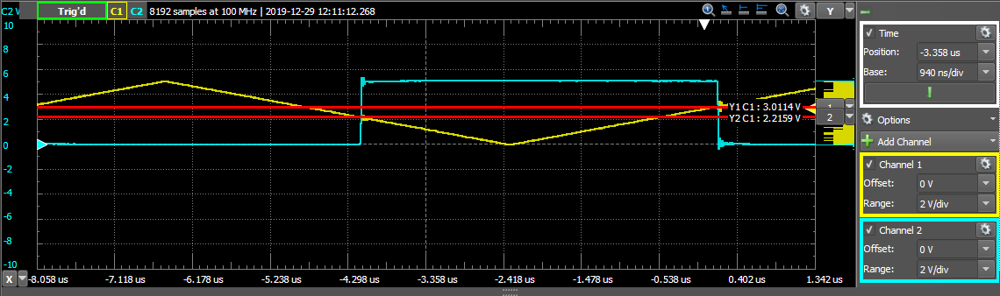 C2 V Trig'd C1 C2 8192 samples at 100 MHz | 2019-12-29 12:11:12.268 Y
10
8
6
4
2
0
-2
-4
-6
-8
-10
Y1 C1 : 3.0114 V 1
Y2 C1 : 2.2159 V 2
X -8.058 us -7.118 us -6.178 us -5.238 us -4.298 us -3.358 us -2.418 us -1.478 us -0.538 us 0.402 us 1.342 us
Time
Position: -3.358 us
Base: 940 ns/div
Options
Add Channel
Channel 1
Offset: 0 V
Range: 2 V/div
Channel 2
Offset: 0 V
Range: 2 V/div